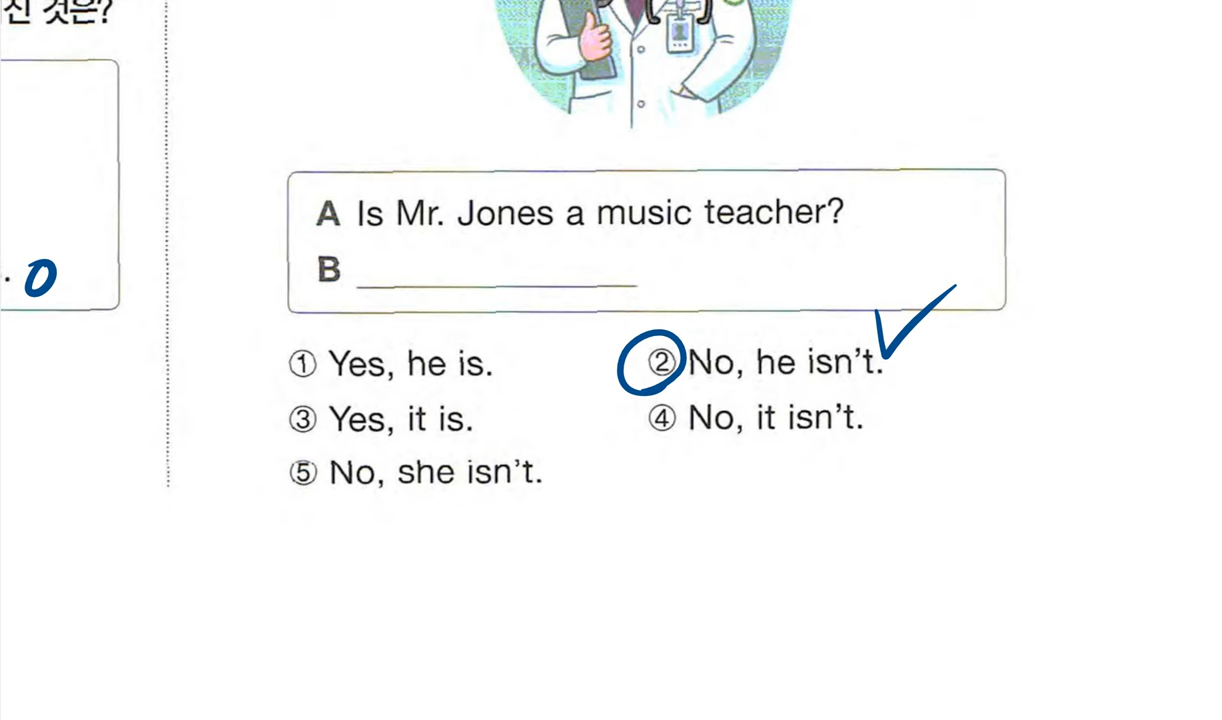 진 것은?
A Is Mr. Jones a music teacher?
B
① Yes, he is.
② No, he isn't.
③ Yes, it is.
④ No, it isn't.
⑤ No, she isn't.
. O